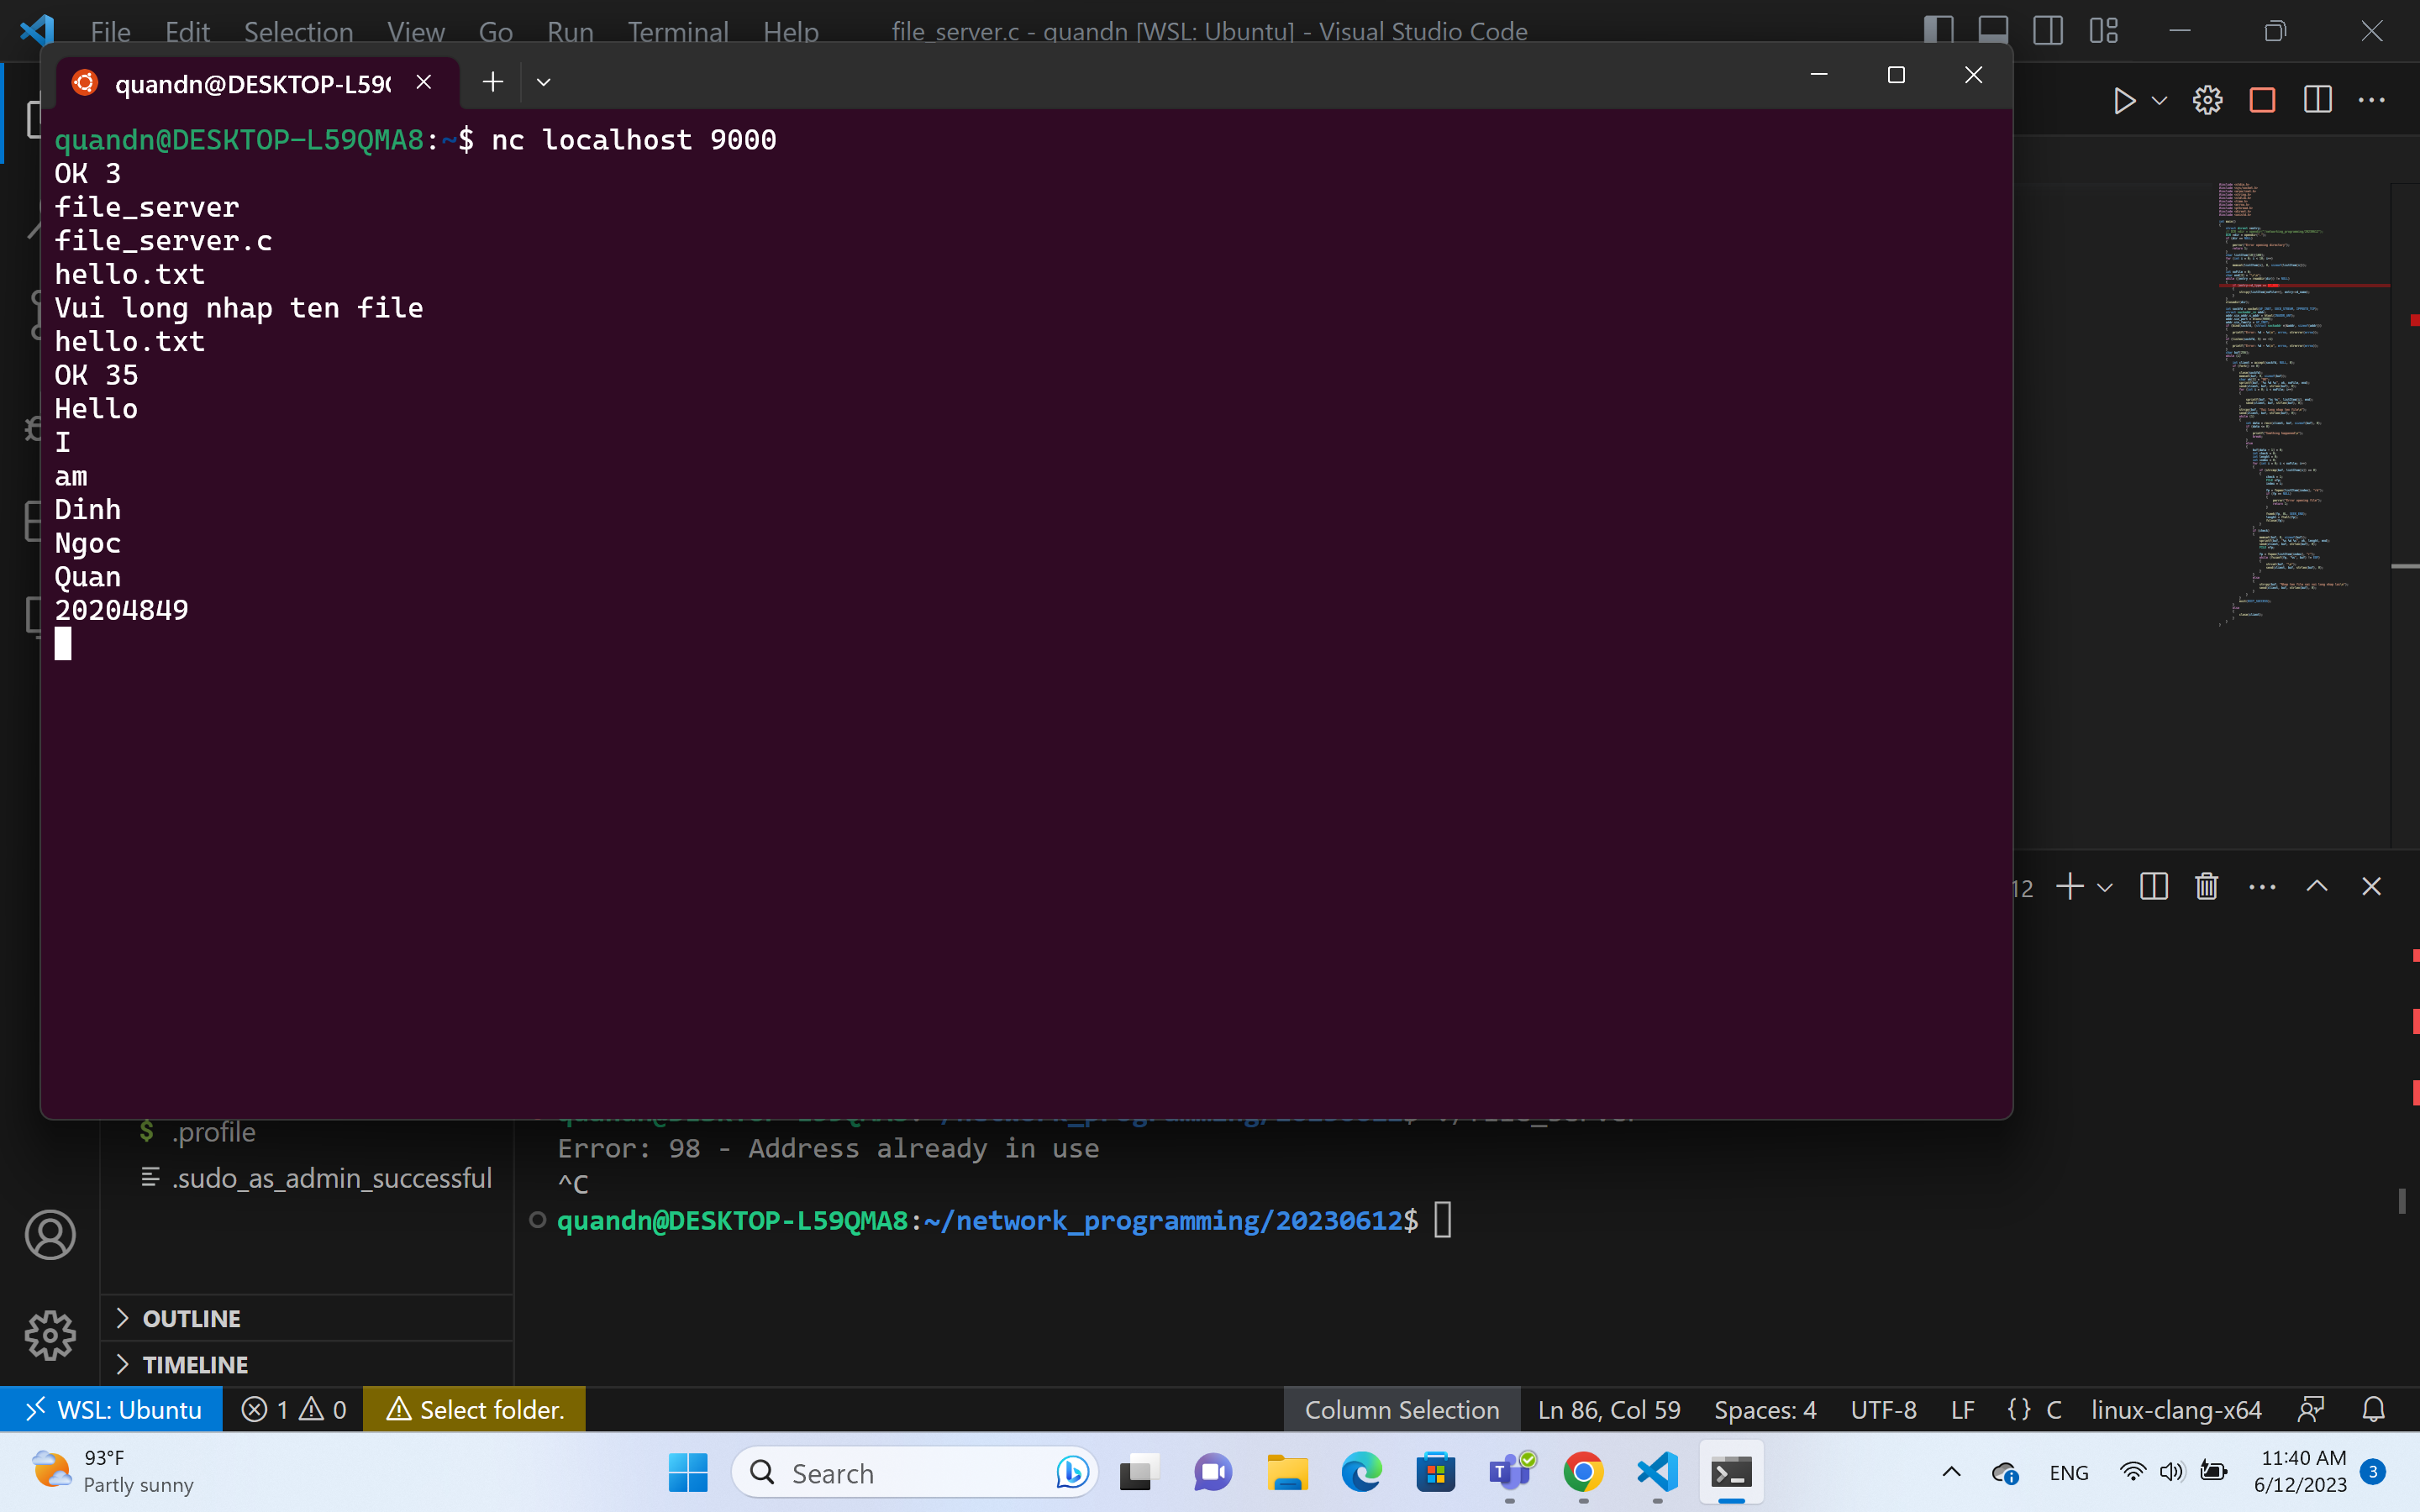 File Edit Selection View Go Run Terminal Help file_server.c - quandn [WSL: Ubuntu] - Visual Studio Code
quandn@DESKTOP-L59
quandn@DESKTOP-L59QMA8:~$ nc localhost 9000
OK 3
file_server
file_server.c
hello.txt
Vui long nhap ten file
hello.txt
OK 35
Hello
I
am
Dinh
Ngoc
Quan
20204849
12
.profile
.sudo_as_admin_successful
Error: 98 - Address already in use
^C
quandn@DESKTOP-L59QMA8:~/network_programming/20230612$
OUTLINE
TIMELINE
WSL: Ubuntu 1 0 Select folder. Column Selection Ln 86, Col 59 Spaces: 4 UTF-8 LF {} C linux-clang-x64
93°F
Partly sunny
Search
ENG
11:40 AM
6/12/2023
3